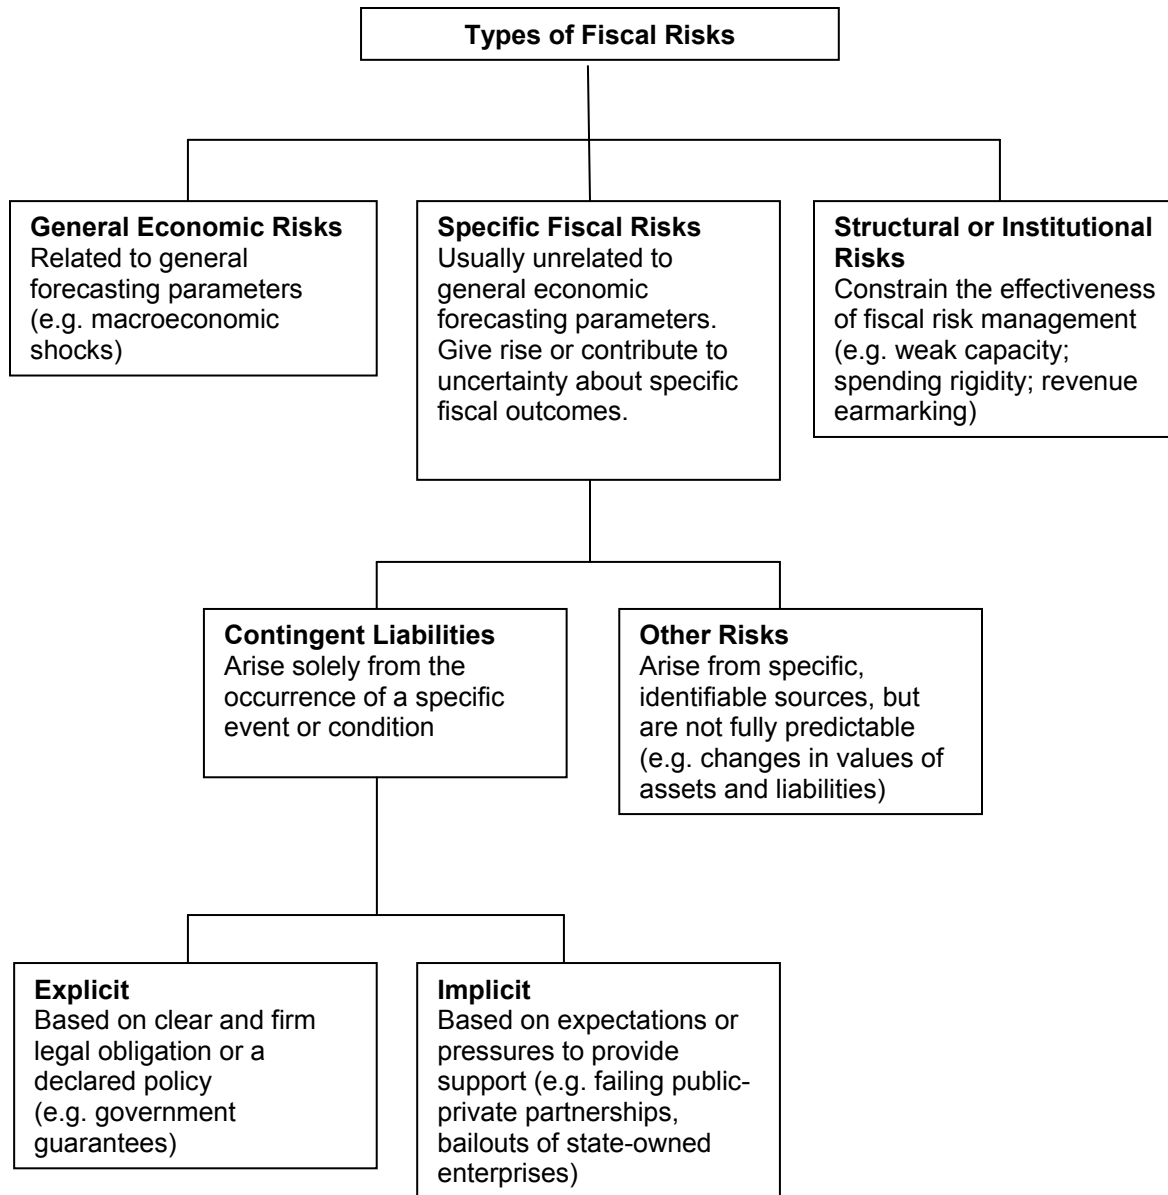 Types of Fiscal Risks
General Economic Risks
Related to general
forecasting parameters
(e.g. macroeconomic
shocks)
Specific Fiscal Risks
Usually unrelated to
general economic
forecasting parameters.
Give rise or contribute to
uncertainty about specific
fiscal outcomes.
Structural or Institutional
Risks
Constrain the effectiveness
of fiscal risk management
(e.g. weak capacity;
spending rigidity; revenue
earmarking)
Contingent Liabilities
Arise solely from the
occurrence of a specific
event or condition
Other Risks
Arise from specific,
identifiable sources, but
are not fully predictable
(e.g. changes in values of
assets and liabilities)
Explicit
Based on clear and firm
legal obligation or a
declared policy
(e.g. government
guarantees)
Implicit
Based on expectations or
pressures to provide
support (e.g. failing public-
private partnerships,
bailouts of state-owned
enterprises)